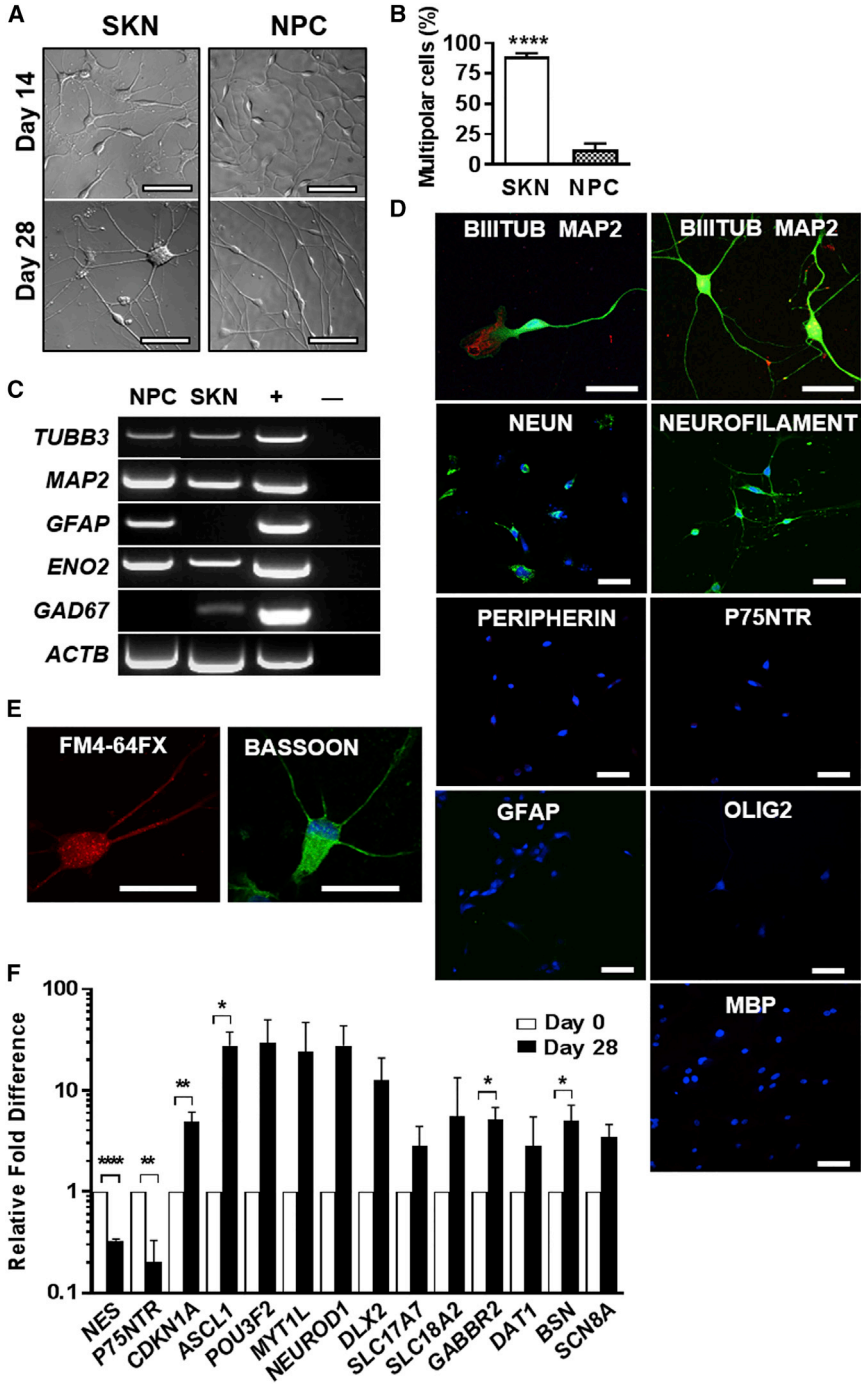 A
SKN NPC
Day 14
Day 28
B
Multipolar cells (%)
100
75
50
25
0
****
SKN NPC
C
NPC SKN + —
TUBB3
MAP2
GFAP
ENO2
GAD67
ACTB
D
BIIITUB MAP2
BIIITUB MAP2
NEUN
NEUROFILAMENT
PERIPHERIN
P75NTR
GFAP
OLIG2
MBP
E
FM4-64FX
BASSOON
F
Relative Fold Difference
100
10
1
0.1
Day 0
Day 28
****
**
**
*
*
*
NES
P75NTR
CDKN1A
ASCL1
POU3F2
MYT1L
NEUROD1
DLX2
SLC17A7
SLC18A2
GABBR2
DAT1
BSN
SCN8A